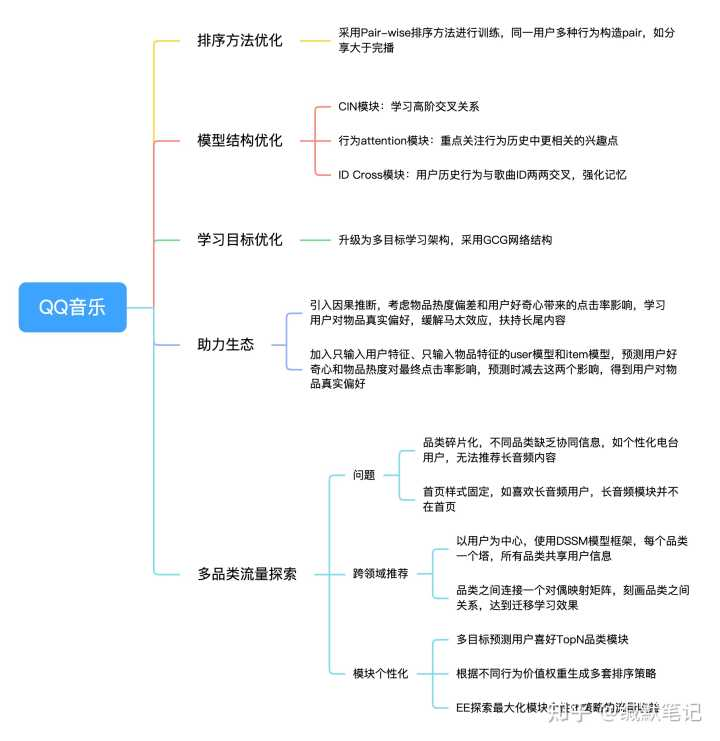 排序方法优化
采用Pair-wise排序方法进行训练，同一用户多种行为构造pair，如分
享大于完播
模型结构优化
CIN模块：学习高阶交叉关系
行为attention模块：重点关注行为历史中更相关的兴趣点
ID Cross模块：用户历史行为与歌曲ID两两交叉，强化记忆
学习目标优化
升级为多目标学习架构，采用GCG网络结构
QQ音乐
助力生态
引入因果推断，考虑物品热度偏差和用户好奇心带来的点击率影响，学习
用户对物品真实偏好，缓解马太效应，扶持长尾内容
加入只输入用户特征、只输入物品特征的user模型和item模型，预测用户好
奇心和物品热度对最终点击率影响，预测时减去这两个影响，得到用户对物
品真实偏好
多品类流量探索
问题
品类碎片化，不同品类缺乏协同信息，如个性化电台
用户，无法推荐长音频内容
首页样式固定，如喜欢长音频用户，长音频模块并不
在首页
跨领域推荐
以用户为中心，使用DSSM模型框架，每个品类
一个塔，所有品类共享用户信息
品类之间连接一个对偶映射矩阵，刻画品类之间
关系，达到迁移学习效果
模块个性化
多目标预测用户喜好TopN品类模块
根据不同行为价值权重生成多套排序策略
EE探索最大化模块
知乎 @缄默笔记